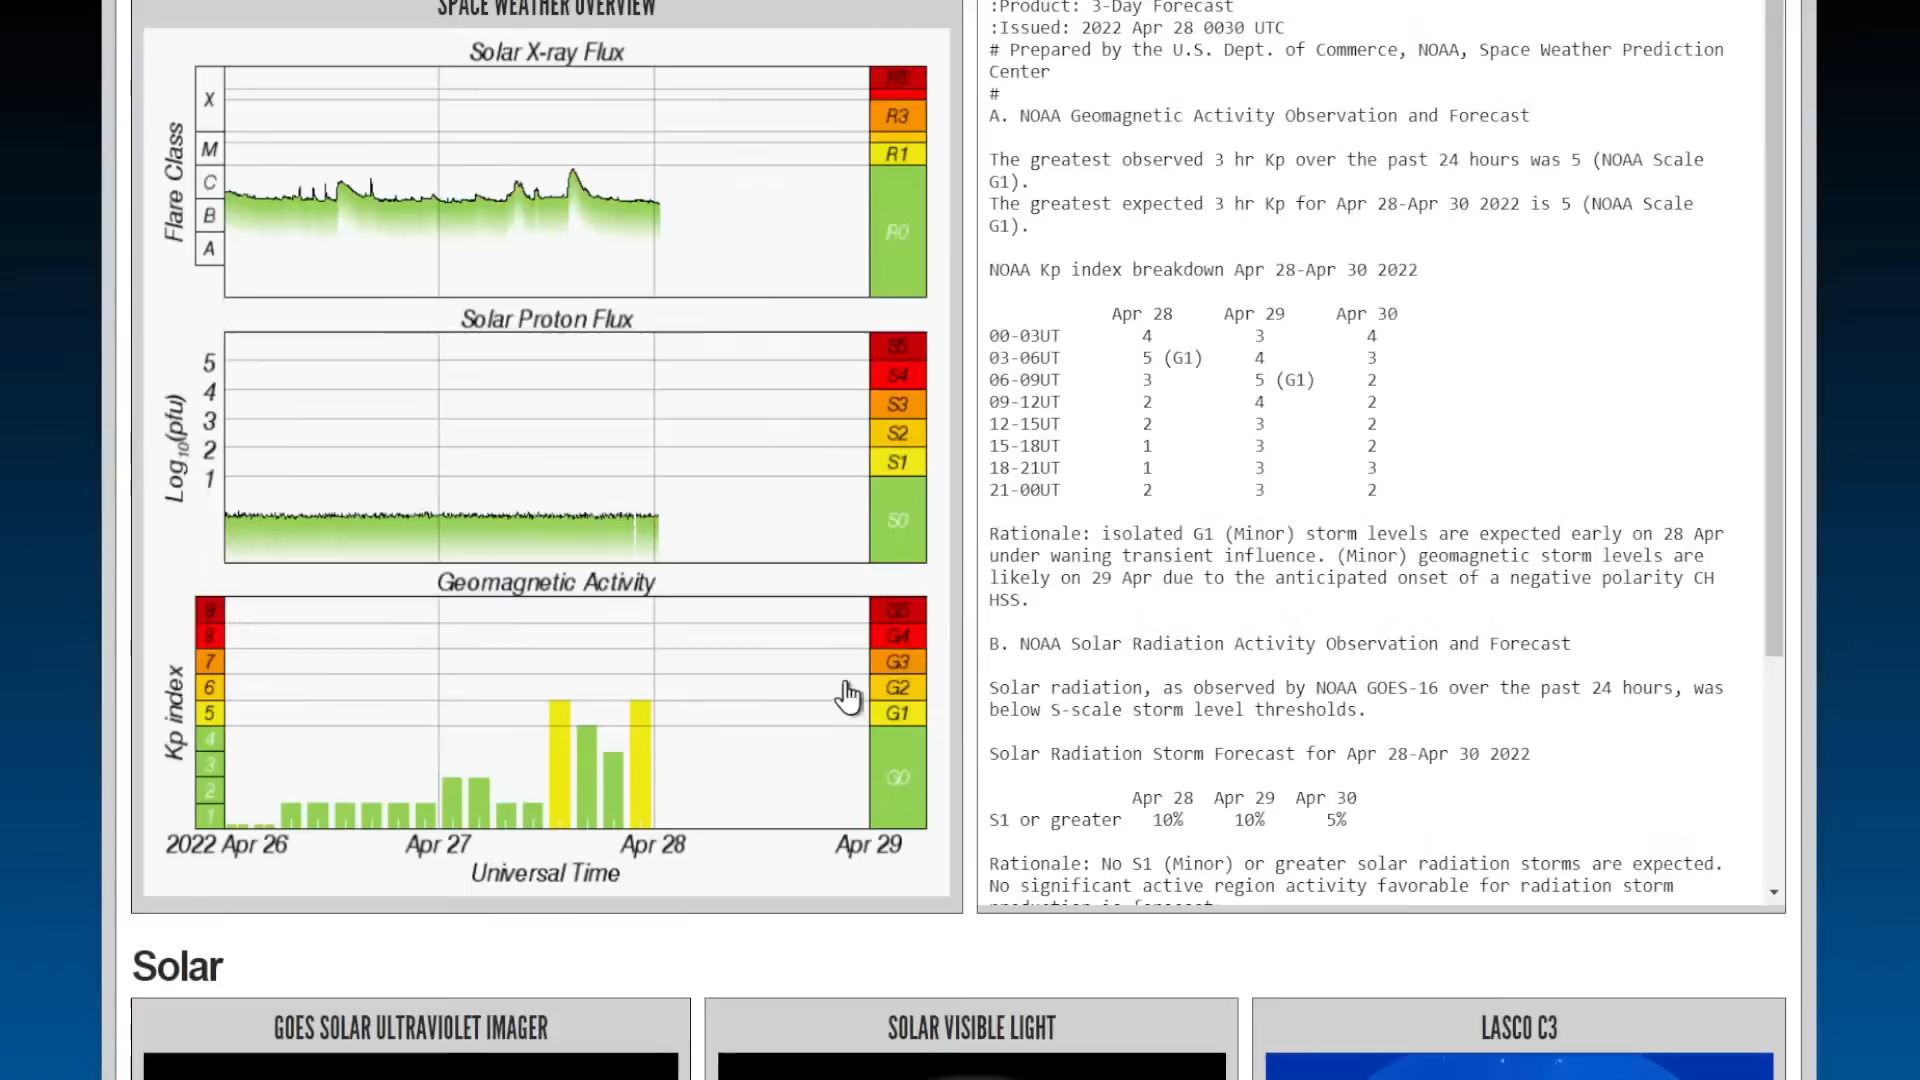 SPACE WEATHER OVERVIEW
Solar X-ray Flux
Flare Class
X
M
C
B
A
R5
R3
R1
R0
Solar Proton Flux
Log10(pfu)
5
4
3
2
1
S5
S4
S3
S2
S1
S0
Geomagnetic Activity
Kp index
9
8
7
6
5
4
3
2
1
G5
G4
G3
G2
G1
G0
2022 Apr 26
Apr 27
Apr 28
Apr 29
Universal Time
:Product: 3-Day Forecast
:Issued: 2022 Apr 28 0030 UTC
# Prepared by the U.S. Dept. of Commerce, NOAA, Space Weather Prediction
Center
#
A. NOAA Geomagnetic Activity Observation and Forecast
The greatest observed 3 hr Kp over the past 24 hours was 5 (NOAA Scale
G1).
The greatest expected 3 hr Kp for Apr 28-Apr 30 2022 is 5 (NOAA Scale
G1).
NOAA Kp index breakdown Apr 28-Apr 30 2022
Apr 28 Apr 29 Apr 30
00-03UT 4 3 4
03-06UT 5 (G1) 4 3
06-09UT 3 5 (G1) 2
09-12UT 2 4 2
12-15UT 2 3 2
15-18UT 1 3 2
18-21UT 1 3 3
21-00UT 2 3 2
Rationale: isolated G1 (Minor) storm levels are expected early on 28 Apr
under waning transient influence. (Minor) geomagnetic storm levels are
likely on 29 Apr due to the anticipated onset of a negative polarity CH
HSS.
B. NOAA Solar Radiation Activity Observation and Forecast
Solar radiation, as observed by NOAA GOES-16 over the past 24 hours, was
below S-scale storm level thresholds.
Solar Radiation Storm Forecast for Apr 28-Apr 30 2022
Apr 28 Apr 29 Apr 30
S1 or greater 10% 10% 5%
Rationale: No S1 (Minor) or greater solar radiation storms are expected.
No significant active region activity favorable for radiation storm
Solar
GOES SOLAR ULTRAVIOLET IMAGER
SOLAR VISIBLE LIGHT
LASCO C3